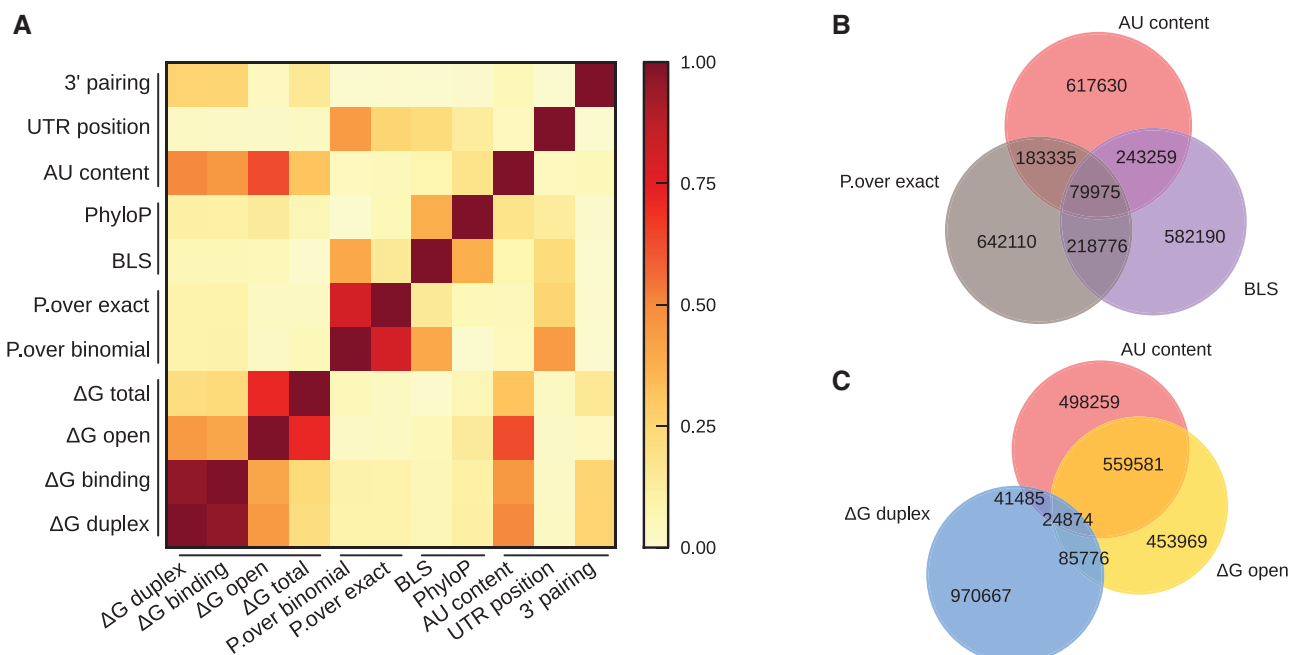 A
3' pairing
UTR position
AU content
PhyloP
BLS
P.over exact
P.over binomial
ΔG total
ΔG open
ΔG binding
ΔG duplex
ΔG duplex
ΔG binding
ΔG open
ΔG total
P.over binomial
P.over exact
BLS
PhyloP
AU content
UTR position
3' pairing
1.00
0.75
0.50
0.25
0.00
B
AU content
617630
183335
243259
P.over exact
79975
642110
218776
582190
BLS
C
AU content
498259
559581
41485
ΔG duplex
24874
453969
85776
ΔG open
970667